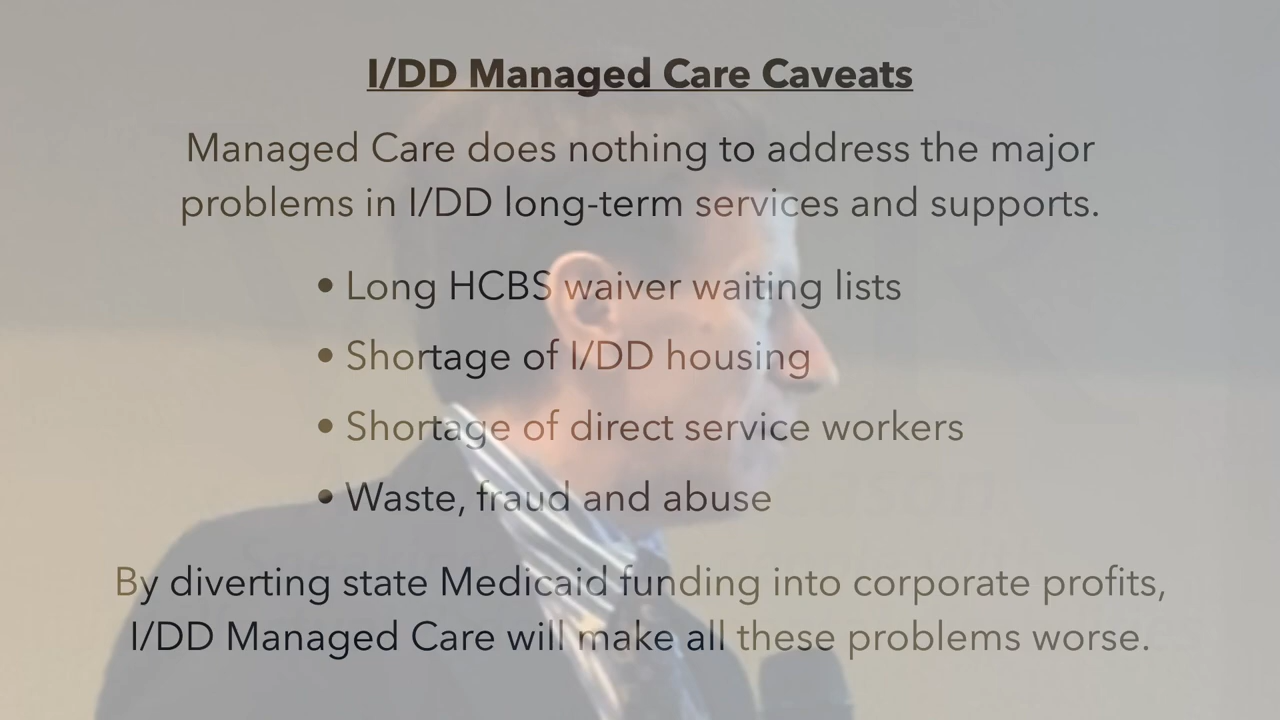 I/DD Managed Care Caveats
Managed Care does nothing to address the major
problems in I/DD long-term services and supports.
• Long HCBS waiver waiting lists
• Shortage of I/DD housing
• Shortage of direct service workers
• Waste, fraud and abuse
By diverting state Medicaid funding into corporate profits,
I/DD Managed Care will make all these problems worse.